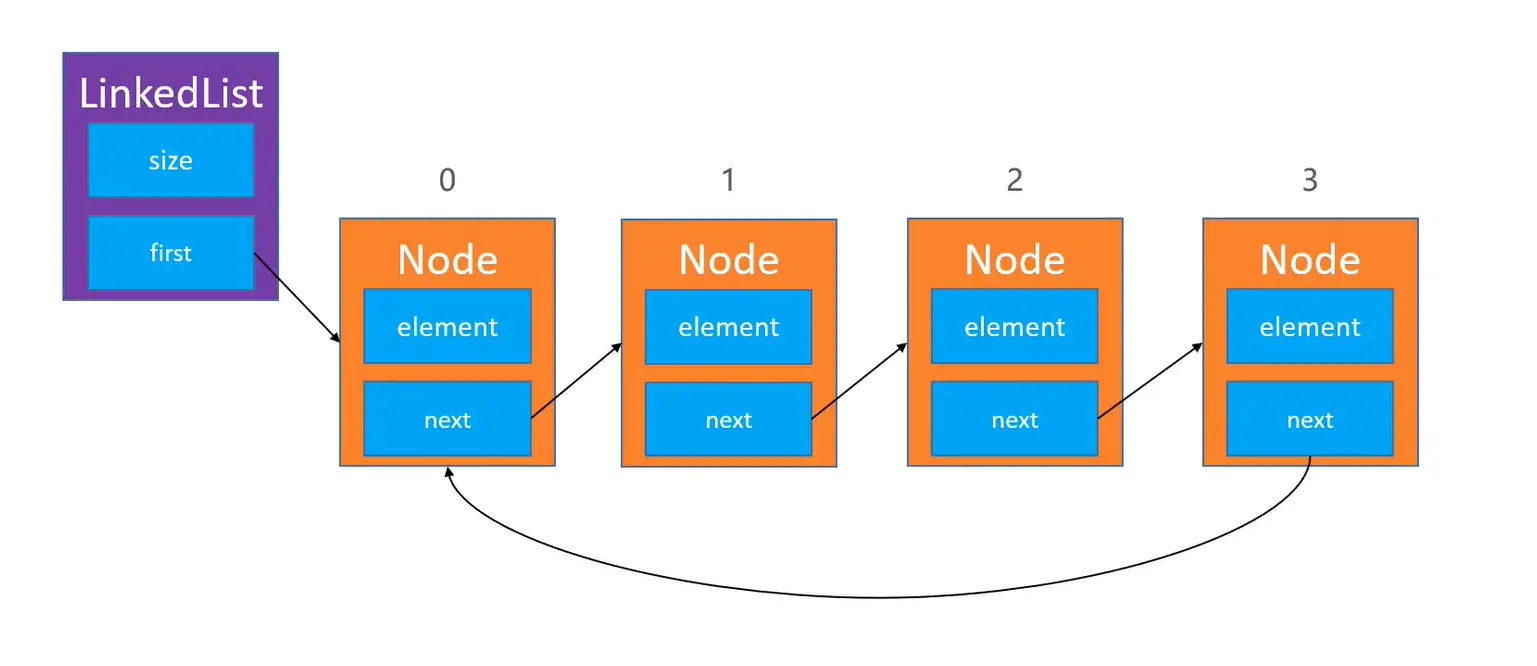 LinkedList
size
first
0
1
2
3
Node
element
next
Node
element
next
Node
element
next
Node
element
next